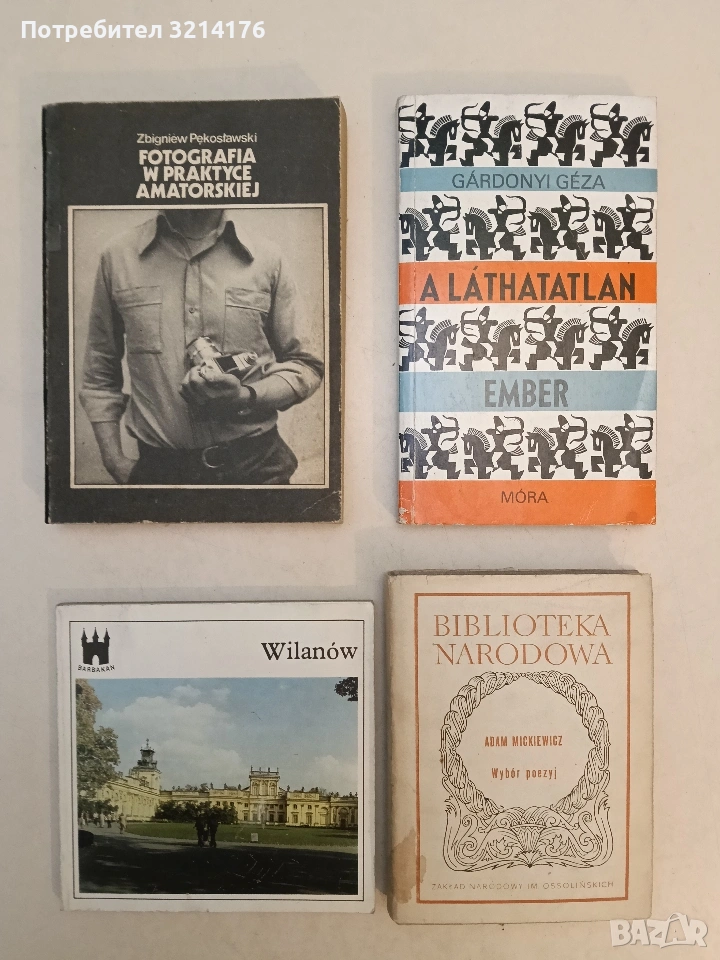 Потребител 3214176
Zbigniew Pękosławski
FOTOGRAFIA
W PRAKTYCE
AMATORSKIEJ
GÁRDONYI GÉZA
A LÁTHATATLAN
EMBER
MÓRA
BARBAKAN
Wilanów
BIBLIOTEKA
NARODOWA
ADAM MICKIEWICZ
Wybór poezyj
ZAKŁAD NARODOWY IM. OSSOLIŃSKICH
BAZAR